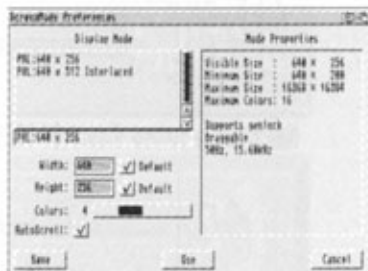 ScreenMode Preferences
Display Mode
PAL:640 x 256
PAL:640 x 512 Interlaced
PAL:640 x 256
Width: 640 Default
Height: 256 Default
Colors: 4
AutoScroll:
Mode Properties
Visible Size : 640 x 256
Minimum Size : 640 x 200
Maximum Size : 16368 x 16384
Maximum Colors: 16
Supports genlock
Draggable
50Hz, 15.60kHz
Save
Use
Cancel